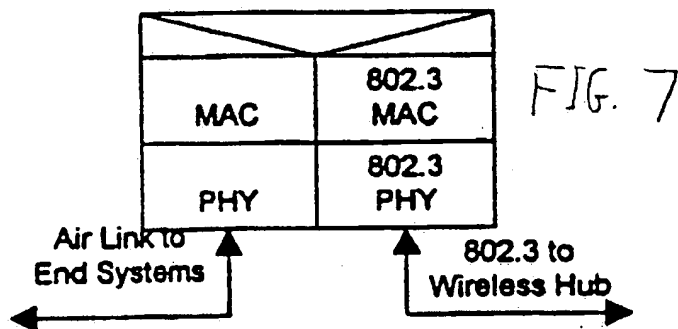 802.3
MAC
MAC
802.3
PHY
PHY
Air Link to
End Systems
802.3 to
Wireless Hub
FIG. 7